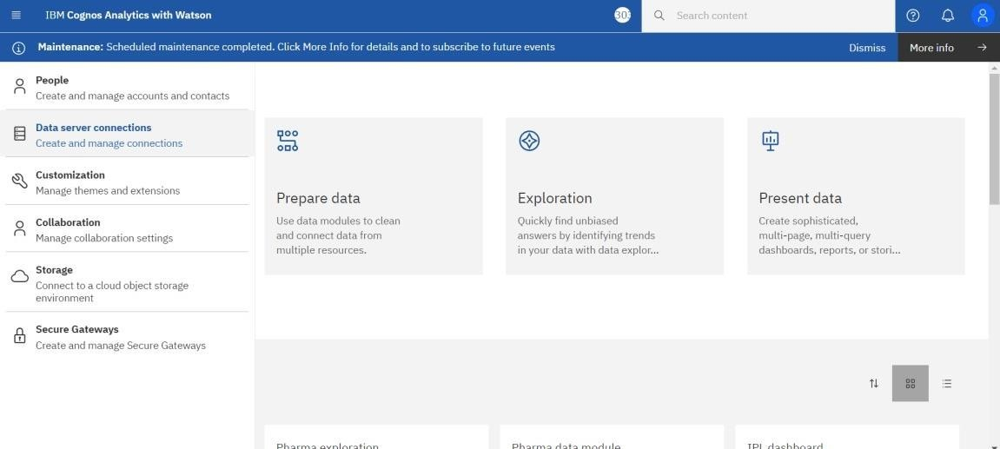 IBM Cognos Analytics with Watson
Search content
Maintenance: Scheduled maintenance completed. Click More Info for details and to subscribe to future events
Dismiss
More info
People
Create and manage accounts and contacts
Data server connections
Create and manage connections
Customization
Manage themes and extensions
Collaboration
Manage collaboration settings
Storage
Connect to a cloud object storage
environment
Secure Gateways
Create and manage Secure Gateways
Prepare data
Use data modules to clean
and connect data from
multiple resources.
Exploration
Quickly find unbiased
answers by identifying trends
in your data with data explor...
Present data
Create sophisticated,
multi-page, multi-query
dashboards, reports, or stori...
Pharma exploration
Pharma data module
IPL dashboard